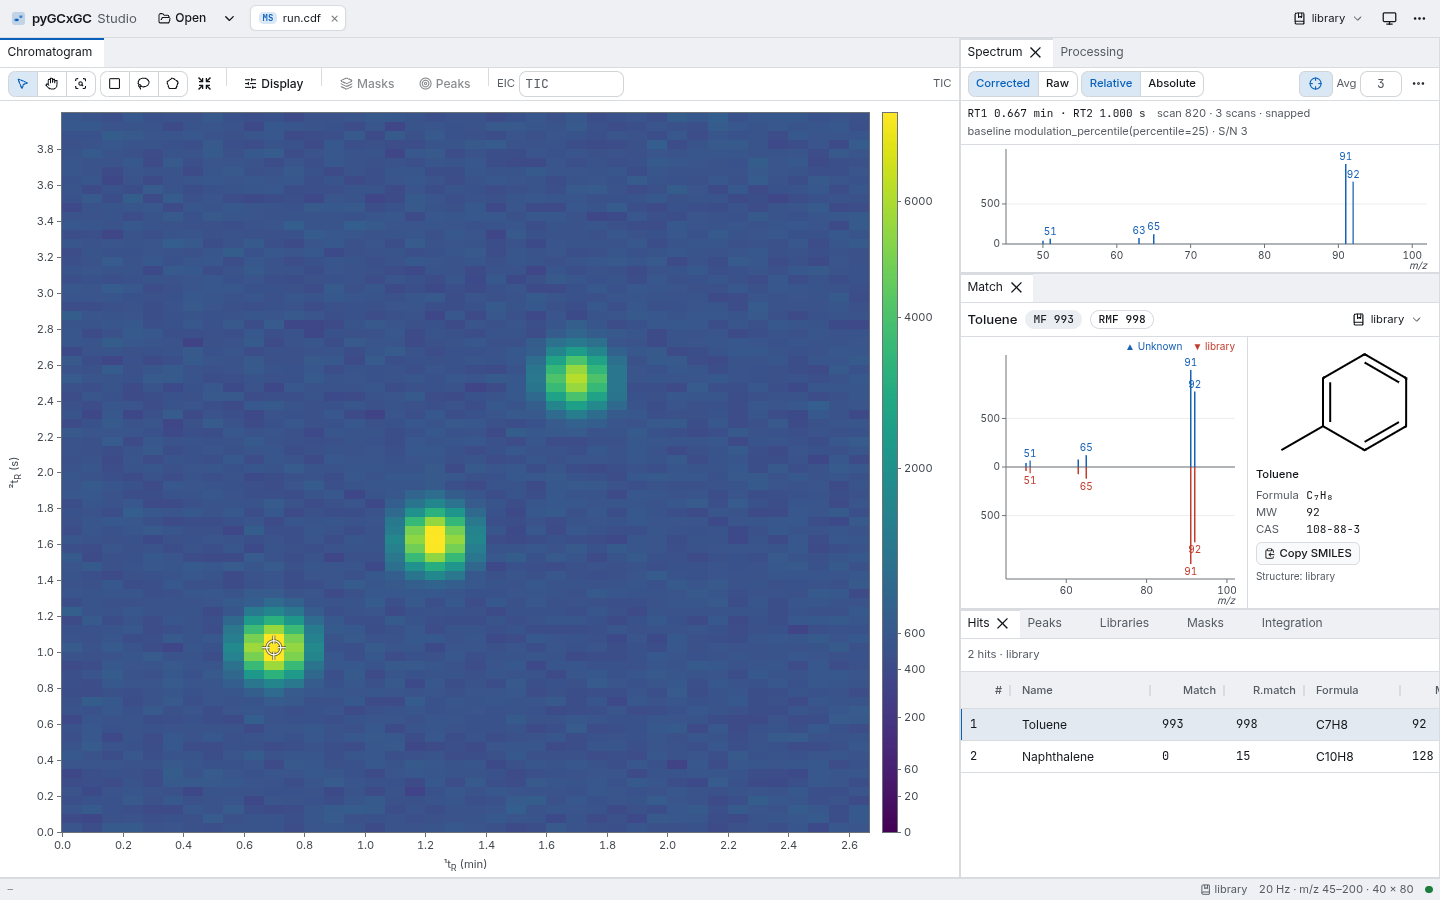 pyGCxGC Studio Open MS run.cdf × library
Chromatogram
Display Masks Peaks EIC TIC TIC
3.8
3.6
3.4
3.2
3.0
2.8
2.6
2.4
2.2
2.0
1.8
1.6
1.4
1.2
1.0
0.8
0.6
0.4
0.2
0.0
²tR (s)
0.0 0.2 0.4 0.6 0.8 1.0 1.2 1.4 1.6 1.8 2.0 2.2 2.4 2.6
¹tR (min)
6000
4000
2000
600
400
200
60
20
0
Spectrum Processing
Corrected Raw Relative Absolute Avg 3
RT1 0.667 min · RT2 1.000 s scan 820 · 3 scans · snapped
baseline modulation_percentile(percentile=25) · S/N 3
91
92
500
51 63 65
0
50 60 70 80 90 100
m/z
Match
Toluene MF 993 RMF 998 library
▲ Unknown ▼ library
91
92
500
51 65
0
51 65
500
92
91
60 80 100
m/z
Toluene
Formula C₇H₈
MW 92
CAS 108-88-3
Copy SMILES
Structure: library
Hits Peaks Libraries Masks Integration
2 hits · library
# Name Match R.match Formula
1 Toluene 993 998 C7H8 92
2 Naphthalene 0 15 C10H8 128
– library 20 Hz · m/z 45–200 · 40 × 80